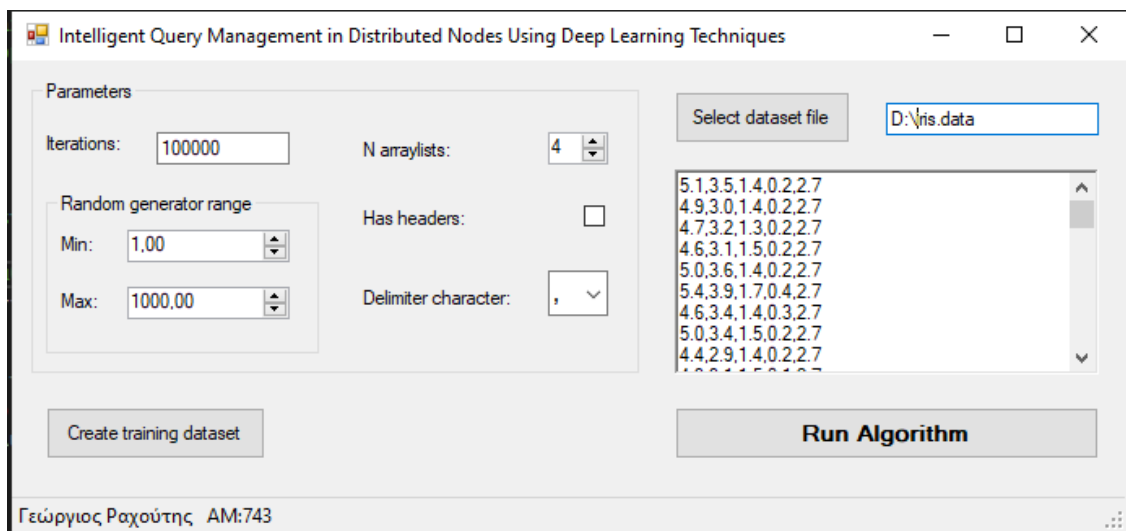 Intelligent Query Management in Distributed Nodes Using Deep Learning Techniques
Parameters
Iterations: 100000
N arraylists: 4
Random generator range
Min: 1,00
Max: 1000,00
Has headers:
Delimiter character: ,
Select dataset file
D:\Iris.data
5.1,3.5,1.4,0.2,2.7
4.9,3.0,1.4,0.2,2.7
4.7,3.2,1.3,0.2,2.7
4.6,3.1,1.5,0.2,2.7
5.0,3.6,1.4,0.2,2.7
5.4,3.9,1.7,0.4,2.7
4.6,3.4,1.4,0.3,2.7
5.0,3.4,1.5,0.2,2.7
4.4,2.9,1.4,0.2,2.7
Create training dataset
Run Algorithm
Γεώργιος Ραχούτης ΑΜ:743